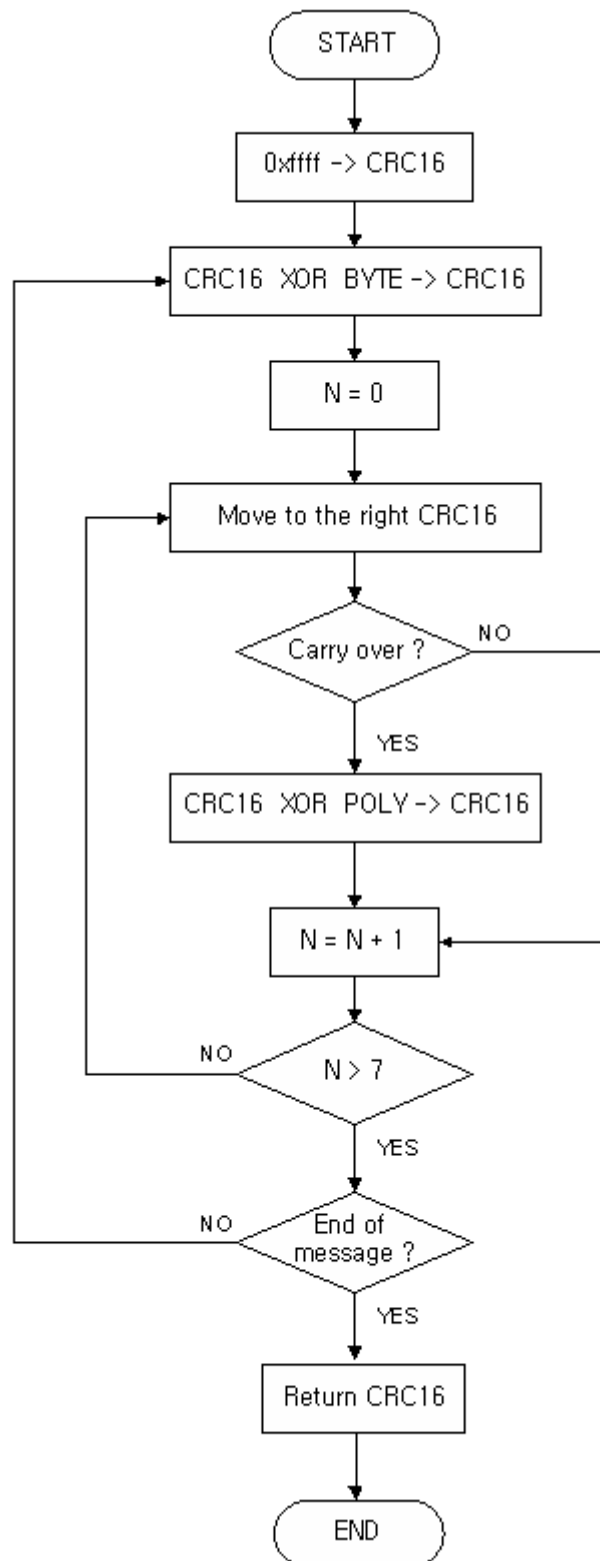 START
0xffff -> CRC16
CRC16 XOR BYTE -> CRC16
N = 0
Move to the right CRC16
Carry over ?
NO
YES
CRC16 XOR POLY -> CRC16
N = N + 1
N > 7
NO
YES
End of
message ?
NO
YES
Return CRC16
END